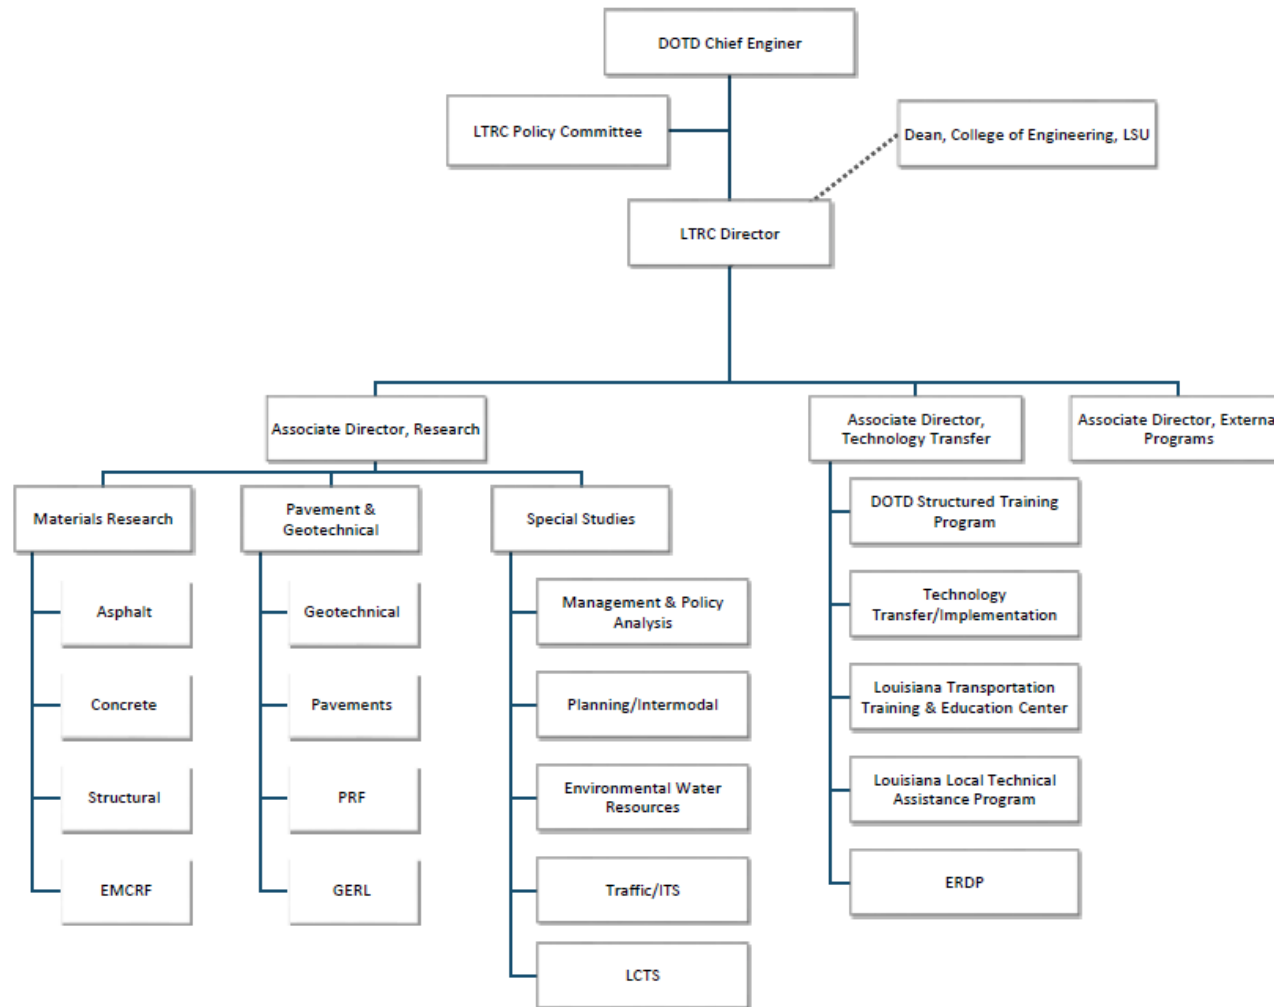 DOTD Chief Enginer
LTRC Policy Committee
Dean, College of Engineering, LSU
LTRC Director
Associate Director, Research
Associate Director,
Technology Transfer
Associate Director, Externa
Programs
Materials Research
Pavement &
Geotechnical
Special Studies
DOTD Structured Training
Program
Asphalt
Geotechnical
Management & Policy
Analysis
Technology
Transfer/Implementation
Concrete
Pavements
Planning/Intermodal
Louisiana Transportation
Training & Education Center
Structural
PRF
Environmental Water
Resources
Louisiana Local Technical
Assistance Program
EMCRF
GERL
Traffic/ITS
ERDP
LCTS